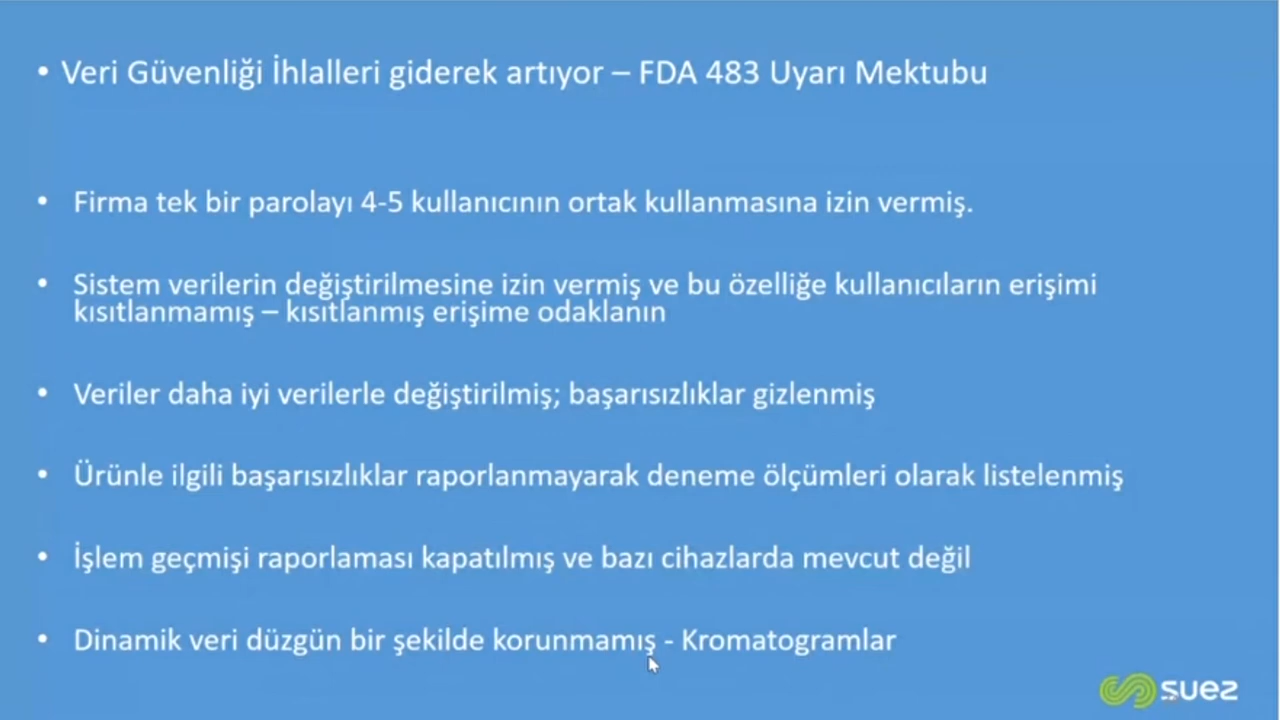 • Veri Güvenliği İhlalleri giderek artıyor – FDA 483 Uyarı Mektubu
• Firma tek bir parolayı 4-5 kullanıcının ortak kullanmasına izin vermiş.
• Sistem verilerin değiştirilmesine izin vermiş ve bu özelliğe kullanıcıların erişimi
kısıtlanmamış – kısıtlanmış erişime odaklanın
• Veriler daha iyi verilerle değiştirilmiş; başarısızlıklar gizlenmiş
• Ürünle ilgili başarısızlıklar raporlanmayarak deneme ölçümleri olarak listelenmiş
• İşlem geçmişi raporlaması kapatılmış ve bazı cihazlarda mevcut değil
• Dinamik veri düzgün bir şekilde korunmamış - Kromatogramlar
suez